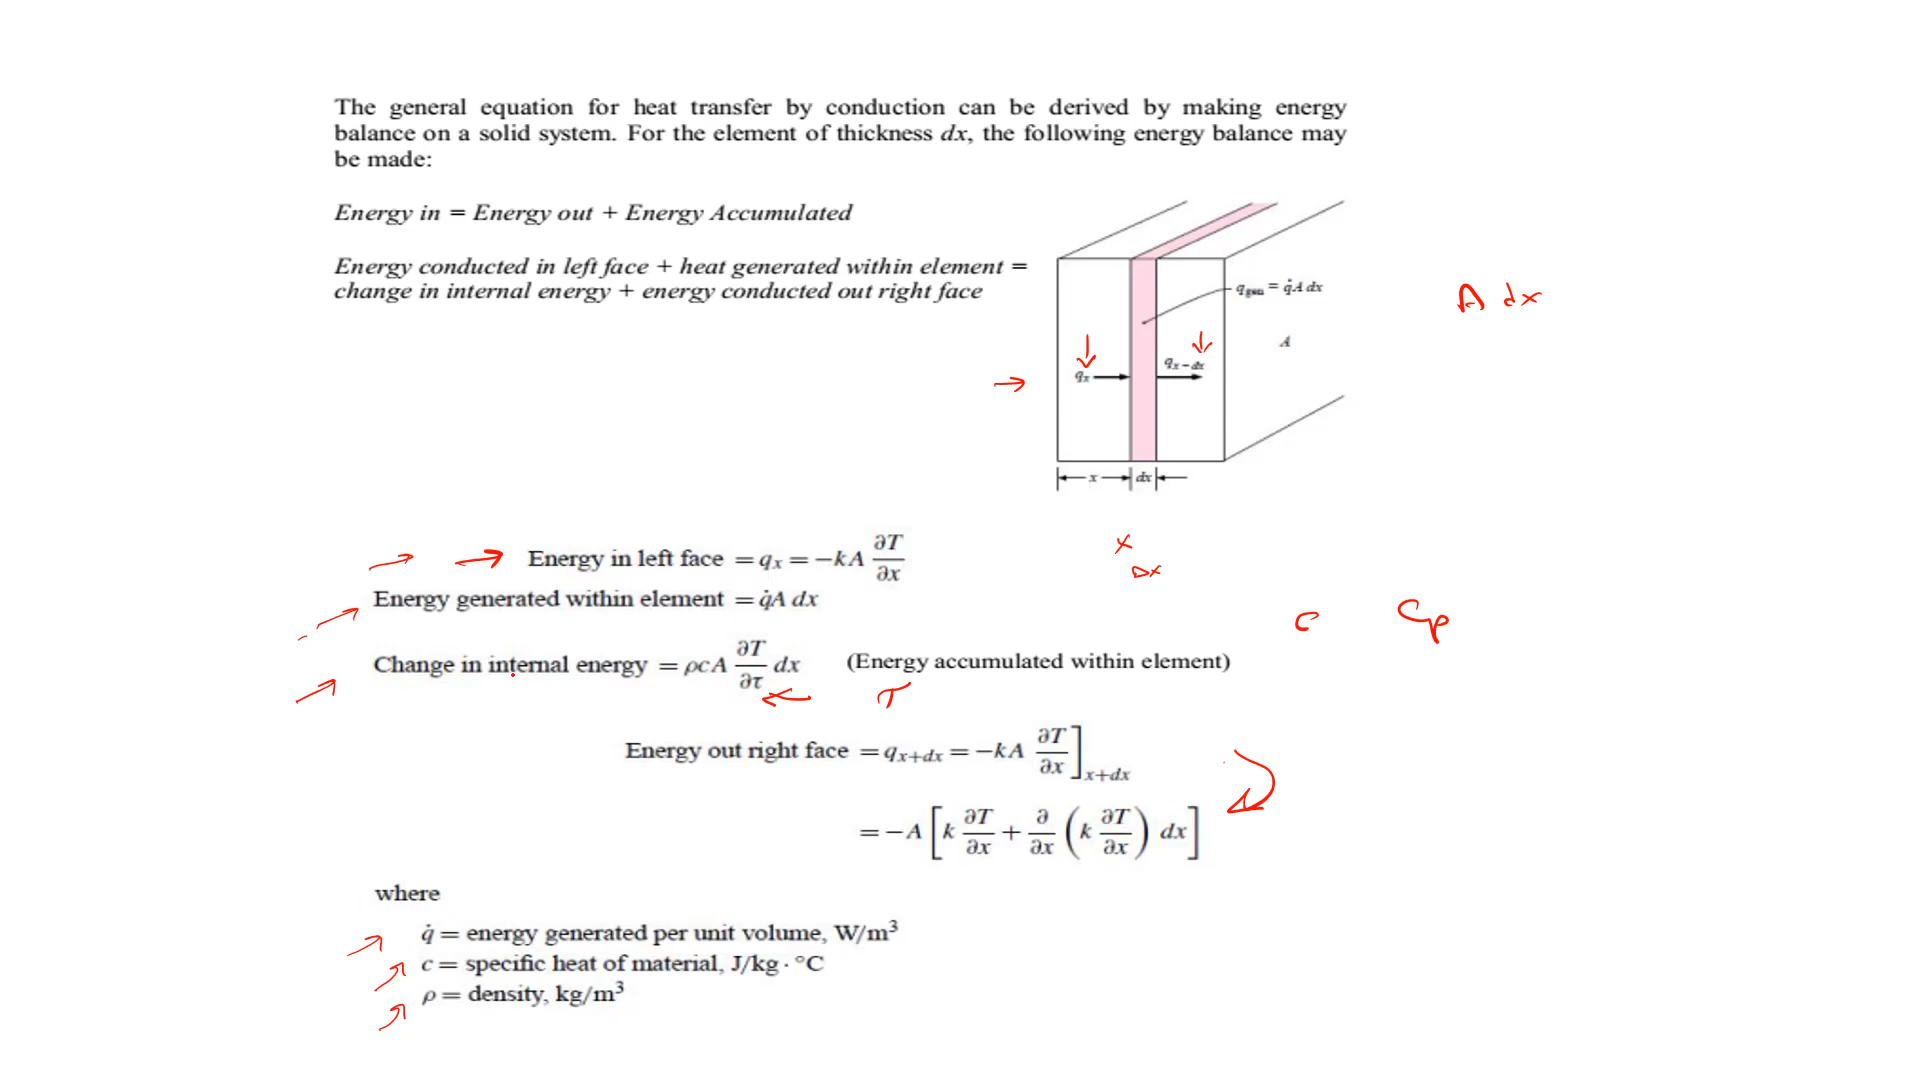 The general equation for heat transfer by conduction can be derived by making energy
balance on a solid system. For the element of thickness dx, the following energy balance may
be made:
Energy in = Energy out + Energy Accumulated
Energy conducted in left face + heat generated within element =
change in internal energy + energy conducted out right face
q_gen = q̇A dx
A dx
A
q_x
q_x−dx
x
dx
x
Δx
Energy in left face = q_x = −kA ∂T/∂x
Energy generated within element = q̇A dx
c
Cp
Change in internal energy = ρcA ∂T/∂τ dx (Energy accumulated within element)
τ
Energy out right face = q_x+dx = −kA ∂T/∂x]_x+dx
= −A [k ∂T/∂x + ∂/∂x (k ∂T/∂x) dx]
where
q̇ = energy generated per unit volume, W/m³
c = specific heat of material, J/kg · °C
ρ = density, kg/m³